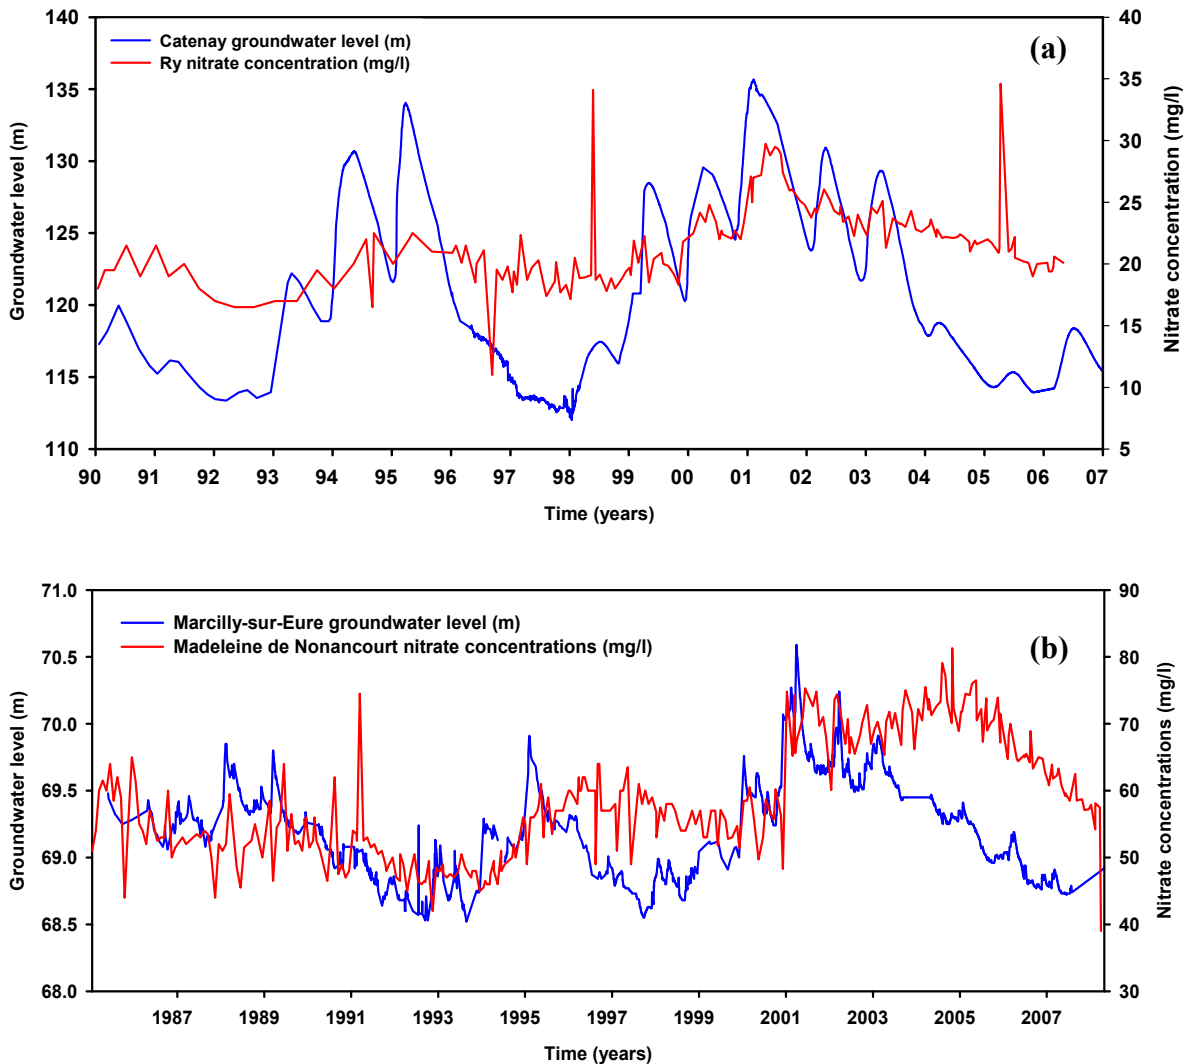 Catenay groundwater level (m)
Ry nitrate concentration (mg/l)
(a)
Groundwater level (m)
140
135
130
125
120
115
110
40
35
30
25
20
15
10
5
Nitrate concentration (mg/l)
90 91 92 93 94 95 96 97 98 99 00 01 02 03 04 05 06 07
Time (years)
Marcilly-sur-Eure groundwater level (m)
Madeleine de Nonancourt nitrate concentrations (mg/l)
(b)
Groundwater level (m)
71.0
70.5
70.0
69.5
69.0
68.5
68.0
90
80
70
60
50
40
30
Nitrate concentrations (mg/l)
1987 1989 1991 1993 1995 1997 1999 2001 2003 2005 2007
Time (years)